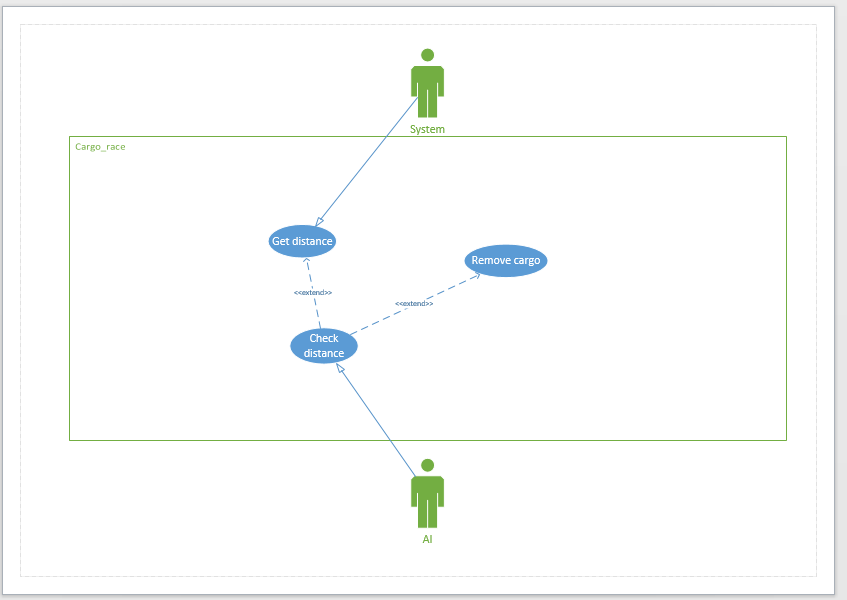 System
Cargo_race
Get distance
Remove cargo
<<extend>>
<<extend>>
Check
distance
AI